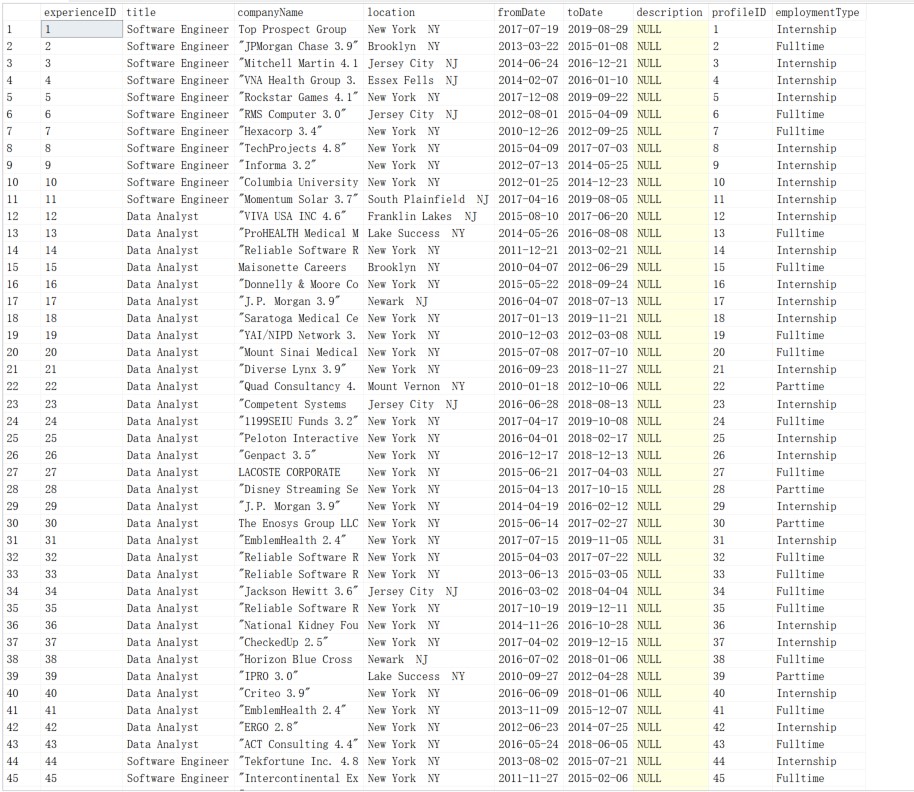 experienceID title companyName location fromDate toDate description profileID employmentType
1 1 Software Engineer Top Prospect Group New York NY 2017-07-19 2019-08-29 NULL 1 Internship
2 2 Software Engineer "JPMorgan Chase 3.9" Brooklyn NY 2013-03-22 2015-01-08 NULL 2 Fulltime
3 3 Software Engineer "Mitchell Martin 4.1 Jersey City NJ 2014-06-24 2016-12-21 NULL 3 Internship
4 4 Software Engineer "VNA Health Group 3. Essex Fells NJ 2014-02-07 2016-01-10 NULL 4 Internship
5 5 Software Engineer "Rockstar Games 4.1" New York NY 2017-12-08 2019-09-22 NULL 5 Internship
6 6 Software Engineer "RMS Computer 3.0" Jersey City NJ 2012-08-01 2015-04-09 NULL 6 Fulltime
7 7 Software Engineer "Hexacorp 3.4" New York NY 2010-12-26 2012-09-25 NULL 7 Fulltime
8 8 Software Engineer "TechProjects 4.8" New York NY 2015-04-09 2017-07-03 NULL 8 Internship
9 9 Software Engineer "Informa 3.2" New York NY 2012-07-13 2014-05-25 NULL 9 Internship
10 10 Software Engineer "Columbia University New York NY 2012-01-25 2014-12-23 NULL 10 Internship
11 11 Software Engineer "Momentum Solar 3.7" South Plainfield NJ 2017-04-16 2019-08-05 NULL 11 Internship
12 12 Data Analyst "VIVA USA INC 4.6" Franklin Lakes NJ 2015-08-10 2017-06-20 NULL 12 Internship
13 13 Data Analyst "ProHEALTH Medical M Lake Success NY 2014-05-26 2016-08-08 NULL 13 Fulltime
14 14 Data Analyst "Reliable Software R New York NY 2011-12-21 2013-02-21 NULL 14 Internship
15 15 Data Analyst Maisonette Careers Brooklyn NY 2010-04-07 2012-06-29 NULL 15 Fulltime
16 16 Data Analyst "Donnelly & Moore Co New York NY 2015-05-22 2018-09-24 NULL 16 Internship
17 17 Data Analyst "J.P. Morgan 3.9" Newark NJ 2016-04-07 2018-07-13 NULL 17 Internship
18 18 Data Analyst "Saratoga Medical Ce New York NY 2017-01-13 2019-11-21 NULL 18 Internship
19 19 Data Analyst "YAI/NIPD Network 3. New York NY 2010-12-03 2012-03-08 NULL 19 Fulltime
20 20 Data Analyst "Mount Sinai Medical New York NY 2015-07-08 2017-07-10 NULL 20 Fulltime
21 21 Data Analyst "Diverse Lynx 3.9" New York NY 2016-09-23 2018-11-27 NULL 21 Internship
22 22 Data Analyst "Quad Consultancy 4. Mount Vernon NY 2010-01-18 2012-10-06 NULL 22 Parttime
23 23 Data Analyst "Competent Systems Jersey City NJ 2016-06-28 2018-08-13 NULL 23 Internship
24 24 Data Analyst "1199SEIU Funds 3.2" New York NY 2017-04-17 2019-10-08 NULL 24 Fulltime
25 25 Data Analyst "Peloton Interactive New York NY 2016-04-01 2018-02-17 NULL 25 Internship
26 26 Data Analyst "Genpact 3.5" New York NY 2016-12-17 2018-12-13 NULL 26 Internship
27 27 Data Analyst LACOSTE CORPORATE New York NY 2015-06-21 2017-04-03 NULL 27 Fulltime
28 28 Data Analyst "Disney Streaming Se New York NY 2015-04-13 2017-10-15 NULL 28 Parttime
29 29 Data Analyst "J.P. Morgan 3.9" New York NY 2014-04-19 2016-02-12 NULL 29 Internship
30 30 Data Analyst The Enosys Group LLC New York NY 2015-06-14 2017-02-27 NULL 30 Parttime
31 31 Data Analyst "EmblemHealth 2.4" New York NY 2017-07-15 2019-11-05 NULL 31 Internship
32 32 Data Analyst "Reliable Software R New York NY 2015-04-03 2017-07-22 NULL 32 Fulltime
33 33 Data Analyst "Reliable Software R New York NY 2013-06-13 2015-03-05 NULL 33 Fulltime
34 34 Data Analyst "Jackson Hewitt 3.6" Jersey City NJ 2016-03-02 2018-04-04 NULL 34 Fulltime
35 35 Data Analyst "Reliable Software R New York NY 2017-10-19 2019-12-11 NULL 35 Fulltime
36 36 Data Analyst "National Kidney Fou New York NY 2014-11-26 2016-10-28 NULL 36 Internship
37 37 Data Analyst "CheckedUp 2.5" New York NY 2017-04-02 2019-12-15 NULL 37 Internship
38 38 Data Analyst "Horizon Blue Cross Newark NJ 2016-07-02 2018-01-06 NULL 38 Fulltime
39 39 Data Analyst "IPRO 3.0" Lake Success NY 2010-09-27 2012-04-28 NULL 39 Parttime
40 40 Data Analyst "Criteo 3.9" New York NY 2016-06-09 2018-01-06 NULL 40 Internship
41 41 Data Analyst "EmblemHealth 2.4" New York NY 2013-11-09 2015-12-07 NULL 41 Fulltime
42 42 Data Analyst "ERGO 2.8" New York NY 2012-06-23 2014-07-25 NULL 42 Internship
43 43 Data Analyst "ACT Consulting 4.4" New York NY 2016-05-24 2018-06-05 NULL 43 Fulltime
44 44 Software Engineer "Tekfortune Inc. 4.8 New York NY 2013-08-02 2015-07-21 NULL 44 Internship
45 45 Software Engineer "Intercontinental Ex New York NY 2011-11-27 2015-02-06 NULL 45 Fulltime